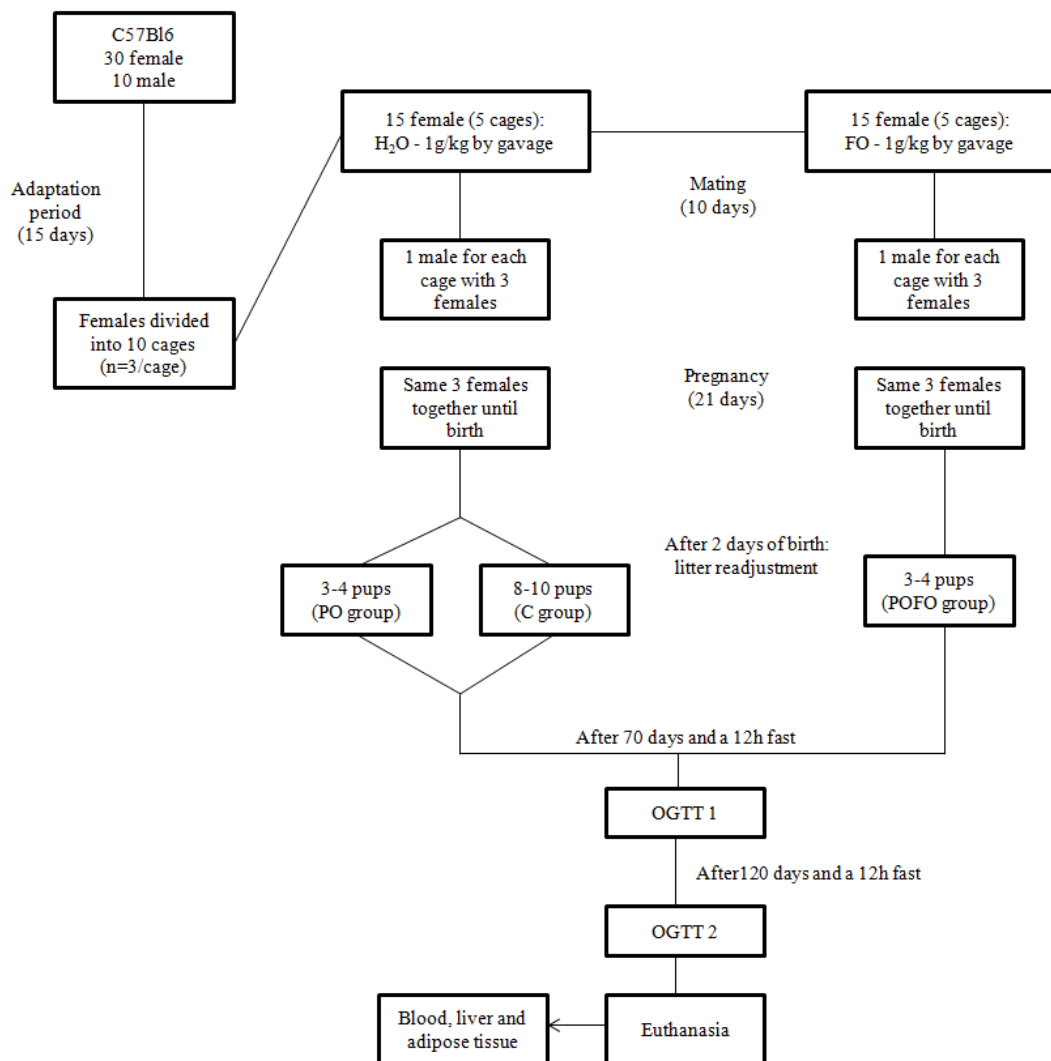 C57Bl6
30 female
10 male
Adaptation
period
(15 days)
Females divided
into 10 cages
(n=3/cage)
15 female (5 cages):
H₂O - 1g/kg by gavage
15 female (5 cages):
FO - 1g/kg by gavage
Mating
(10 days)
1 male for each
cage with 3
females
1 male for each
cage with 3
females
Same 3 females
together until
birth
Pregnancy
(21 days)
Same 3 females
together until
birth
After 2 days of birth:
litter readjustment
3-4 pups
(PO group)
8-10 pups
(C group)
3-4 pups
(POFO group)
After 70 days and a 12h fast
OGTT 1
After120 days and a 12h fast
OGTT 2
Euthanasia
Blood, liver and
adipose tissue